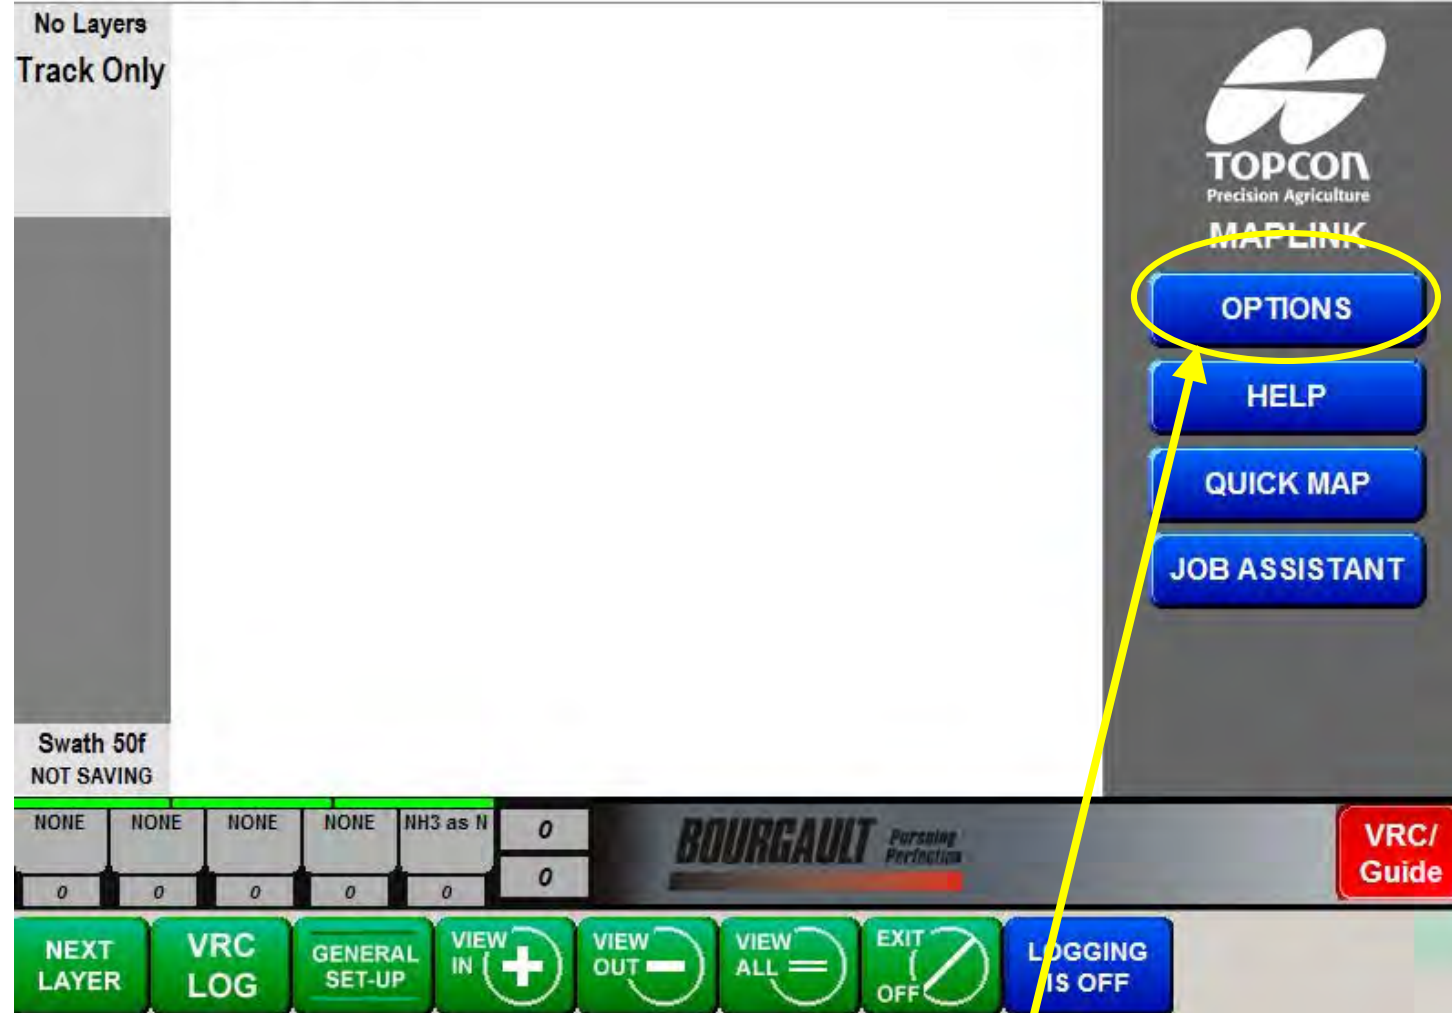 No Layers
Track Only
TOPCON
Precision Agriculture
MAPLINK
OPTIONS
HELP
QUICK MAP
JOB ASSISTANT
Swath 50f
NOT SAVING
NONE NONE NONE NONE NH3 as N
0 0 0 0 0
0
0
BOURGAULT Pursuing
Perfection
VRC/
Guide
NEXT
LAYER
VRC
LOG
GENERAL
SET-UP
VIEW
IN
VIEW
OUT
VIEW
ALL
EXIT
OFF
LOGGING
IS OFF